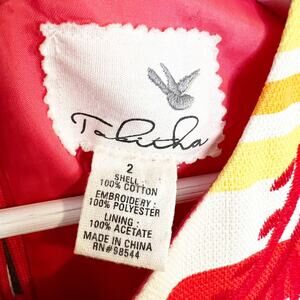 Tabitha
2
SHELL:
100% COTTON
EMBROIDERY:
100% POLYESTER
LINING:
100% ACETATE
MADE IN CHINA
RN#98544